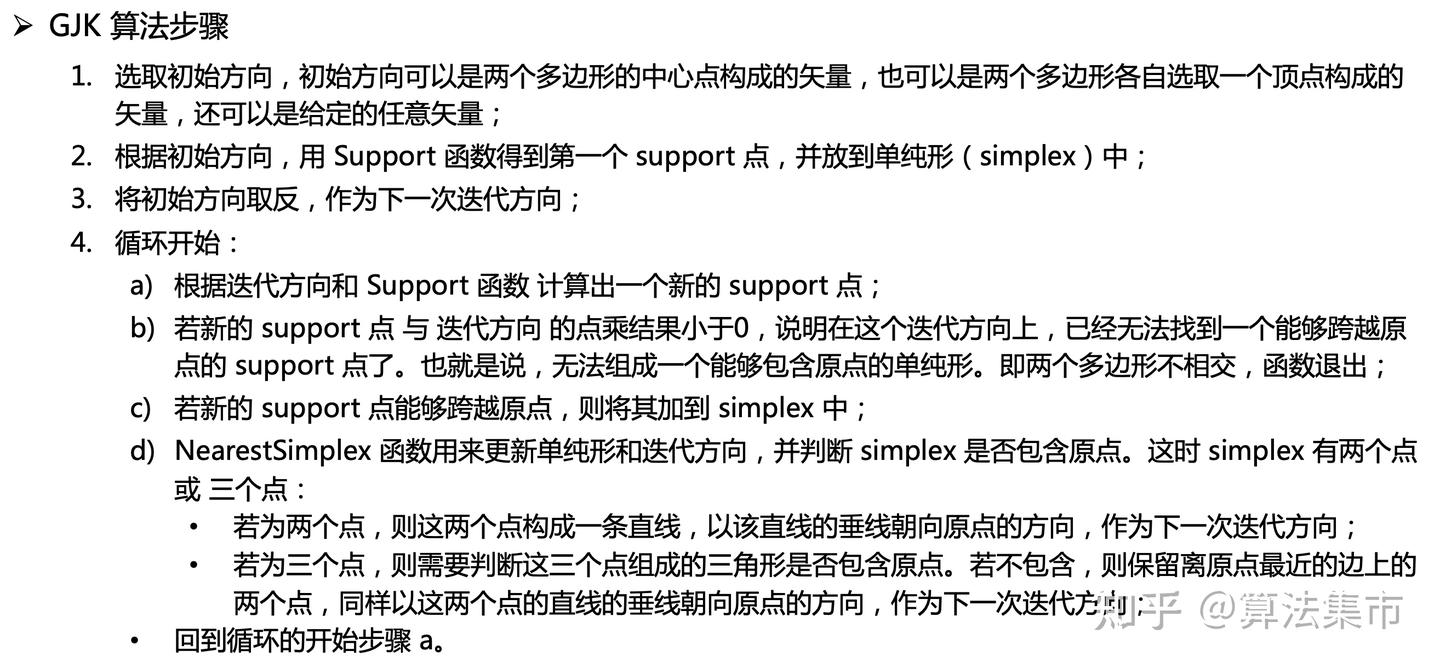 ➢ GJK 算法步骤
1. 选取初始方向，初始方向可以是两个多边形的中心点构成的矢量，也可以是两个多边形各自选取一个顶点构成的
矢量，还可以是给定的任意矢量；
2. 根据初始方向，用 Support 函数得到第一个 support 点，并放到单纯形（simplex）中；
3. 将初始方向取反，作为下一次迭代方向；
4. 循环开始：
a) 根据迭代方向和 Support 函数 计算出一个新的 support 点；
b) 若新的 support 点 与 迭代方向 的点乘结果小于0，说明在这个迭代方向上，已经无法找到一个能够跨越原
点的 support 点了。也就是说，无法组成一个能够包含原点的单纯形。即两个多边形不相交，函数退出；
c) 若新的 support 点能够跨越原点，则将其加到 simplex 中；
d) NearestSimplex 函数用来更新单纯形和迭代方向，并判断 simplex 是否包含原点。这时 simplex 有两个点
或 三个点：
• 若为两个点，则这两个点构成一条直线，以该直线的垂线朝向原点的方向，作为下一次迭代方向；
• 若为三个点，则需要判断这三个点组成的三角形是否包含原点。若不包含，则保留离原点最近的边上的
两个点，同样以这两个点的直线的垂线朝向原点的方向，作为下一次迭代方向；
• 回到循环的开始步骤 a。
知乎 @算法集市